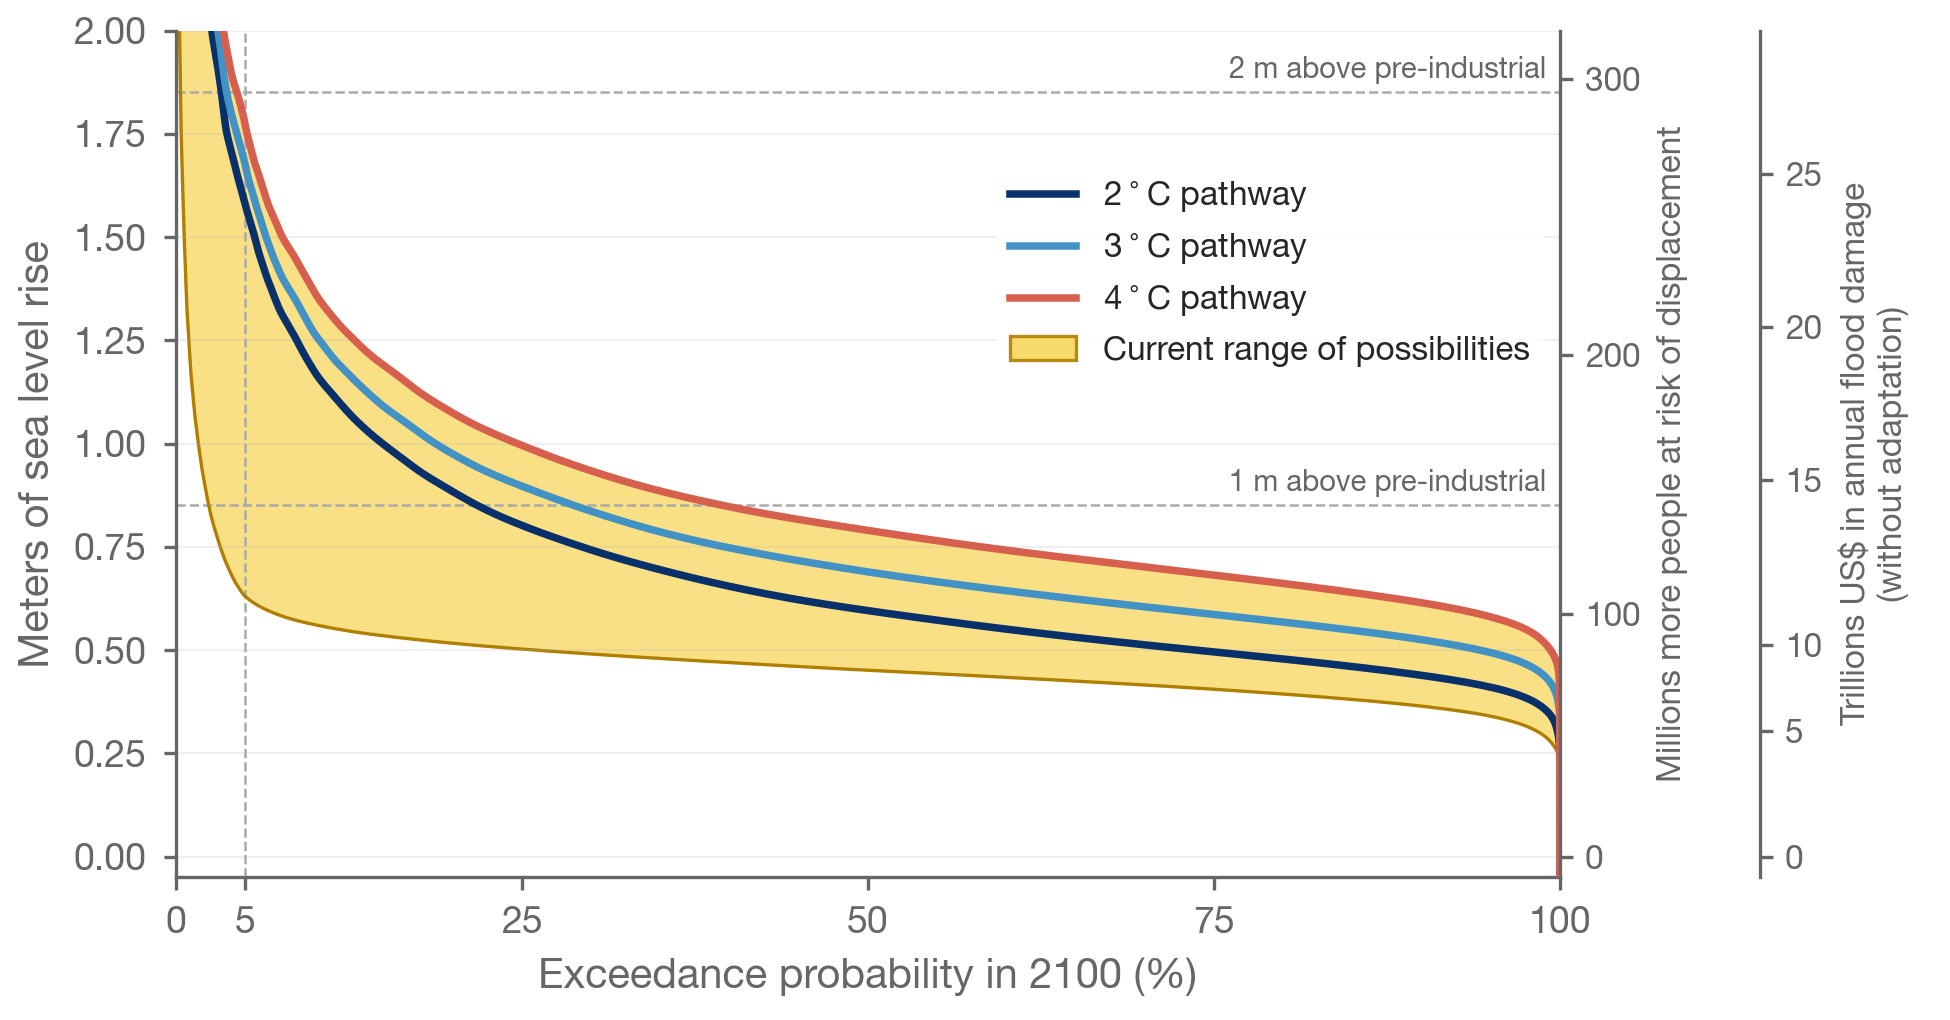 Meters of sea level rise
2.00
1.75
1.50
1.25
1.00
0.75
0.50
0.25
0.00
0
5
25
50
75
100
Exceedance probability in 2100 (%)
2 m above pre-industrial
2°C pathway
3°C pathway
4°C pathway
Current range of possibilities
1 m above pre-industrial
300
200
100
0
Millions more people at risk of displacement
25
20
15
10
5
0
Trillions US$ in annual flood damage
(without adaptation)